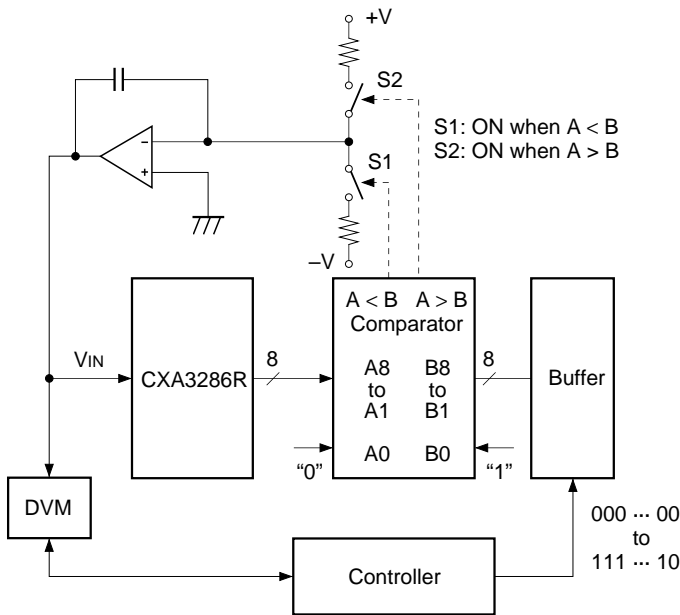 +V
S2
S1: ON when A < B
S2: ON when A > B
−
+
S1
–V
A < B A > B
Comparator
VIN
8
CXA3286R
A8
to
A1
B8
to
B1
8
Buffer
“0”
A0
B0
“1”
DVM
000 ··· 00
to
111 ··· 10
Controller